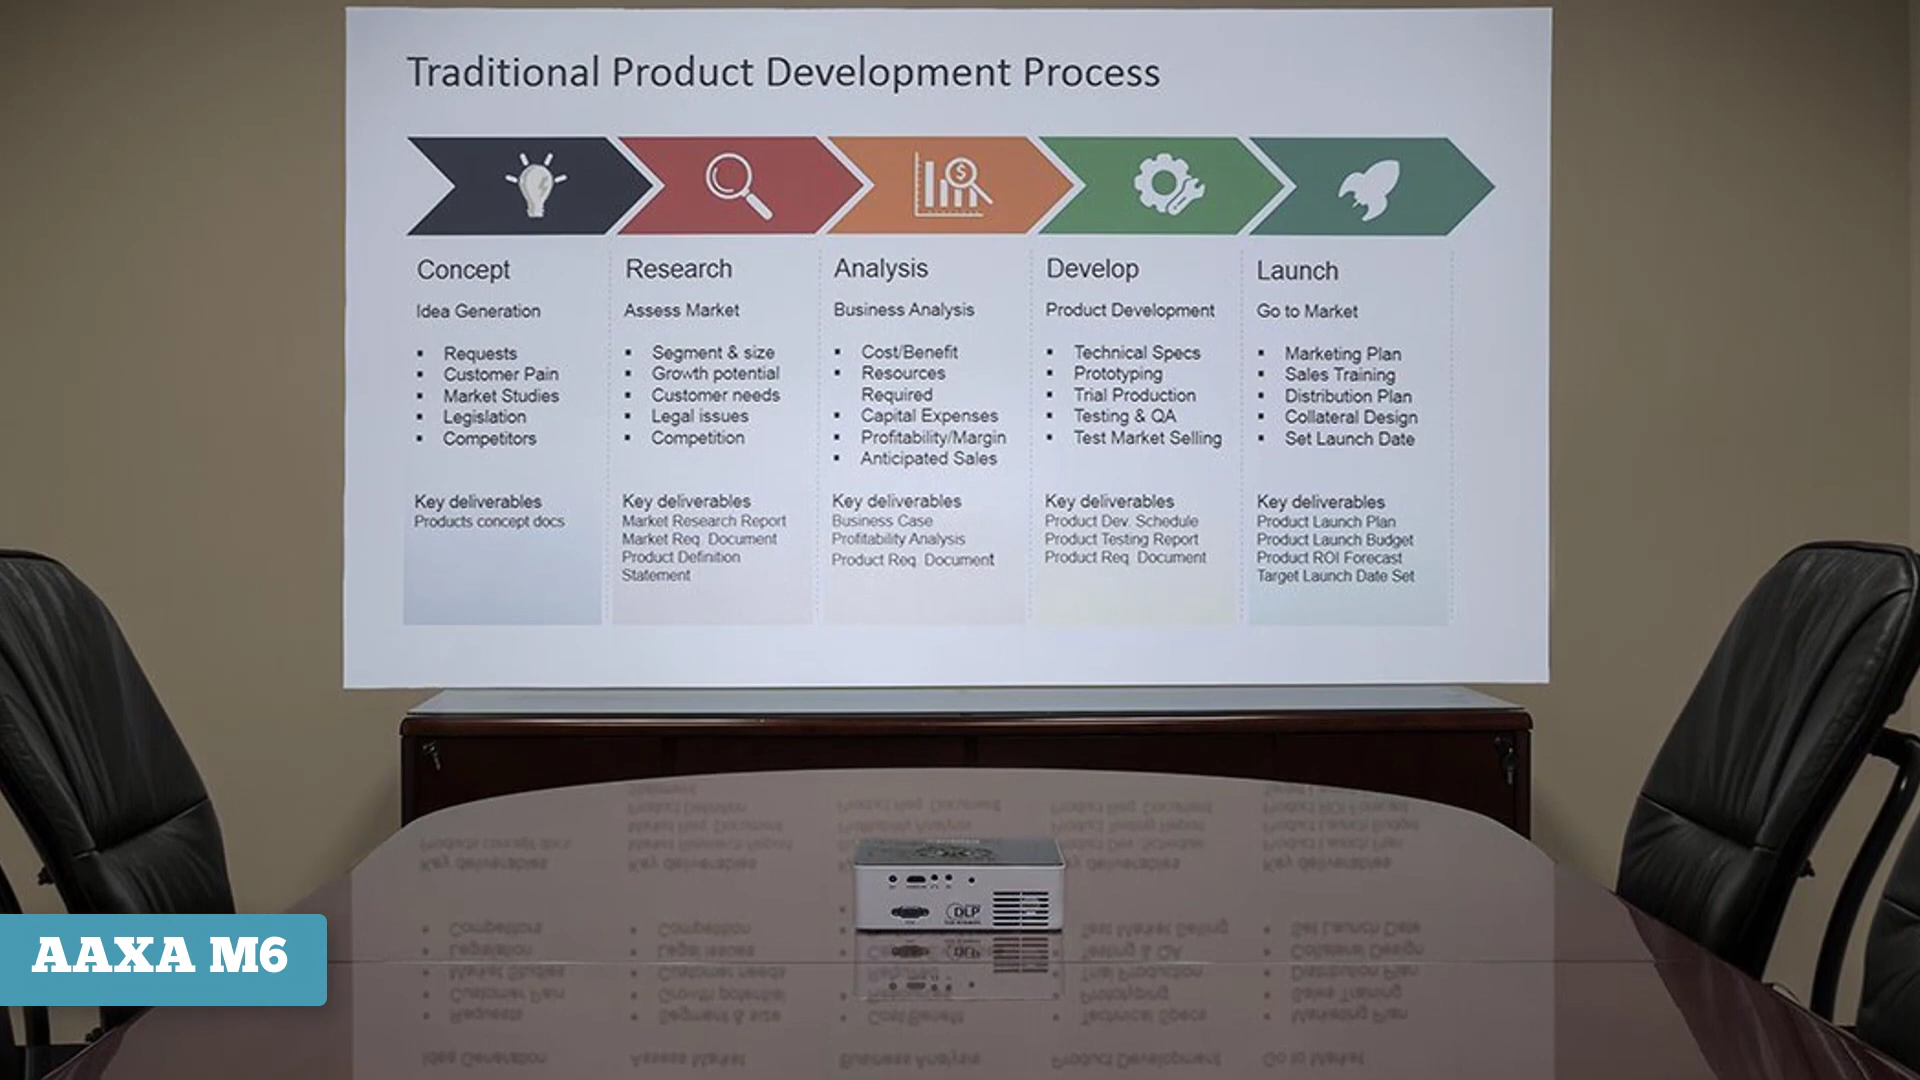 Traditional Product Development Process
Concept
Idea Generation
Requests
Customer Pain
Market Studies
Legislation
Competitors
Key deliverables
Products concept docs
Research
Assess Market
Segment & size
Growth potential
Customer needs
Legal issues
Competition
Key deliverables
Market Research Report
Market Req. Document
Product Definition
Statement
Analysis
Business Analysis
Cost/Benefit
Resources
Required
Capital Expenses
Profitability/Margin
Anticipated Sales
Key deliverables
Business Case
Profitability Analysis
Product Req. Document
Develop
Product Development
Technical Specs
Prototyping
Trial Production
Testing & QA
Test Market Selling
Key deliverables
Product Dev. Schedule
Product Testing Report
Product Req. Document
Launch
Go to Market
Marketing Plan
Sales Training
Distribution Plan
Collateral Design
Set Launch Date
Key deliverables
Product Launch Plan
Product Launch Budget
Product ROI Forecast
Target Launch Date Set
DLP
AAXA M6